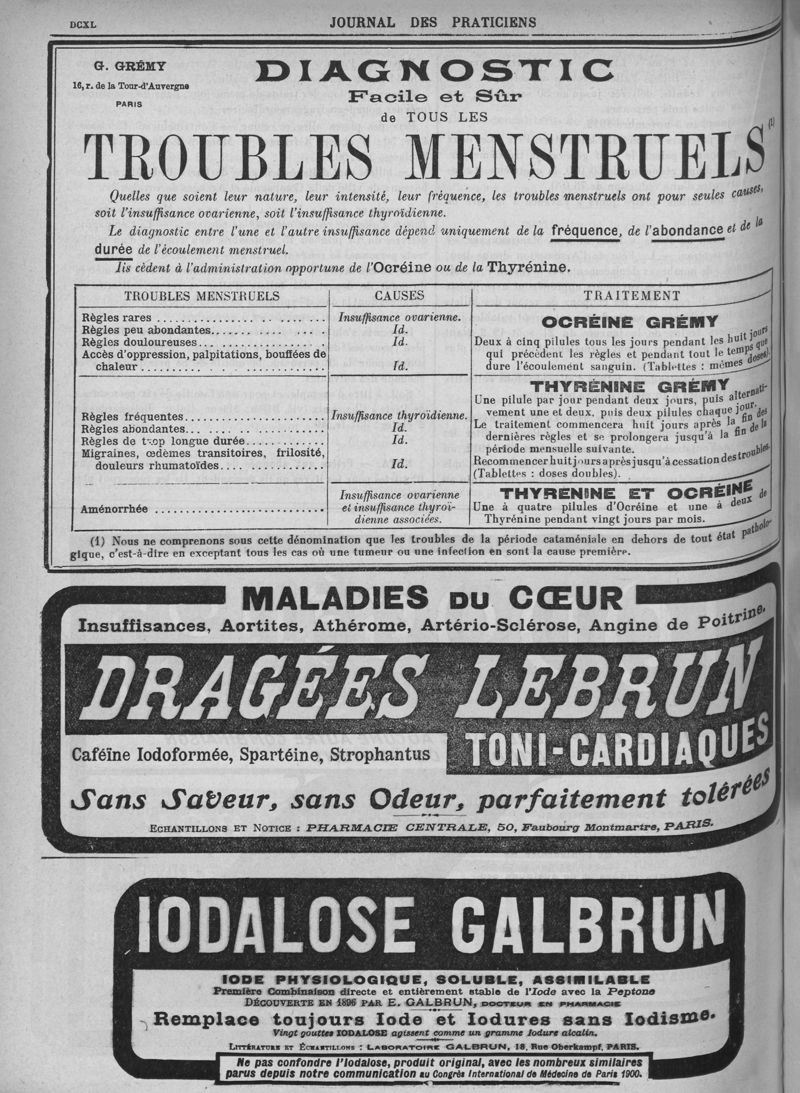 DCXL
JOURNAL DES PRATICIENS
G. GRÉMY
16, r. de la Tour-d'Auvergne
PARIS
DIAGNOSTIC
Facile et Sûr
de TOUS LES
TROUBLES MENSTRUELS (1)
Quelles que soient leur nature, leur intensité, leur fréquence, les troubles menstruels ont pour seules causes,
soit l'insuffisance ovarienne, soit l'insuffisance thyroïdienne.
Le diagnostic entre l'une et l'autre insuffisance dépend uniquement de la fréquence, de l'abondance et de la
durée de l'écoulement menstruel.
Ils cèdent à l'administration opportune de l'Ocréine ou de la Thyrénine.
TROUBLES MENSTRUELS
CAUSES
TRAITEMENT
Règles rares
Insuffisance ovarienne.
Règles peu abondantes
Id.
Règles douloureuses
Id.
Accès d'oppression, palpitations, bouffées de
chaleur
Id.
OCRÉINE GRÉMY
Deux à cinq pilules tous les jours pendant les huit jours
qui précèdent les règles et pendant tout le temps que
dure l'écoulement sanguin. (Tablettes : mêmes doses).
Règles fréquentes
Insuffisance thyroïdienne.
Règles abondantes
Id.
Règles de trop longue durée
Id.
Migraines, œdèmes transitoires, frilosité,
douleurs rhumatoïdes
Id.
THYRÉNINE GRÉMY
Une pilule par jour pendant deux jours, puis alternati-
vement une et deux, puis deux pilules chaque jour.
Le traitement commencera huit jours après la fin des
dernières règles et se prolongera jusqu'à la fin de la
période mensuelle suivante.
Recommencer huit jours après jusqu'à cessation des troubles.
(Tablettes : doses doubles).
Aménorrhée
Insuffisance ovarienne
et insuffisance thyroï-
dienne associées.
THYRENINE ET OCRÉINE
Une à quatre pilules d'Ocréine et une à deux de
Thyrénine pendant vingt jours par mois.
(1) Nous ne comprenons sous cette dénomination que les troubles de la période cataméniale en dehors de tout état patholo-
gique, c'est-à-dire en exceptant tous les cas où une tumeur ou une infection en sont la cause première.
MALADIES DU CŒUR
Insuffisances, Aortites, Athérome, Artério-Sclérose, Angine de Poitrine.
DRAGÉES LEBRUN
Caféïne Iodoformée, Spartéine, Strophantus
TONI-CARDIAQUES
Sans Saveur, sans Odeur, parfaitement tolérées
ECHANTILLONS ET NOTICE : PHARMACIE CENTRALE, 50, Faubourg Montmartre, PARIS.
IODALOSE GALBRUN
IODE PHYSIOLOGIQUE, SOLUBLE, ASSIMILABLE
Première Combinaison directe et entièrement stable de l'Iode avec la Peptone
DÉCOUVERTE EN 1896 PAR E. GALBRUN, DOCTEUR EN PHARMACIE
Remplace toujours Iode et Iodures sans Iodisme.
Vingt gouttes IODALOSE agissent comme un gramme Iodure alcalin.
LITTÉRATURE ET ÉCHANTILLONS : LABORATOIRE GALBRUN, 18, Rue Oberkampf, PARIS.
Ne pas confondre l'Iodalose, produit original, avec les nombreux similaires
parus depuis notre communication au Congrès International de Médecine de Paris 1900.